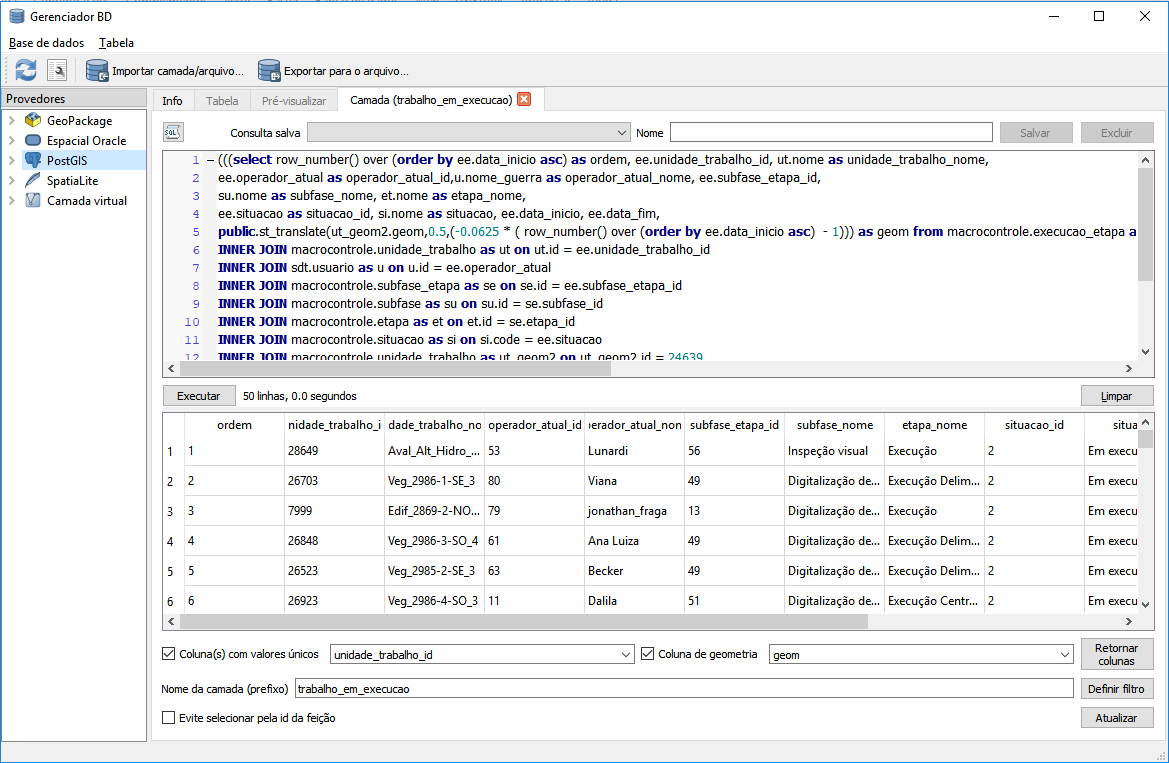 Gerenciador BD
Base de dados Tabela
Importar camada/arquivo... Exportar para o arquivo...
Provedores
GeoPackage
Espacial Oracle
PostGIS
SpatiaLite
Camada virtual
Info Tabela Pré-visualizar Camada (trabalho_em_execucao)
SQL Consulta salva Nome Salvar Excluir
1 (((select row_number() over (order by ee.data_inicio asc) as ordem, ee.unidade_trabalho_id, ut.nome as unidade_trabalho_nome,
2 ee.operador_atual as operador_atual_id,u.nome_guerra as operador_atual_nome, ee.subfase_etapa_id,
3 su.nome as subfase_nome, et.nome as etapa_nome,
4 ee.situacao as situacao_id, si.nome as situacao, ee.data_inicio, ee.data_fim,
5 public.st_translate(ut_geom2.geom,0.5,(-0.0625 * ( row_number() over (order by ee.data_inicio asc)  - 1))) as geom from macrocontrole.execucao_etapa a
6 INNER JOIN macrocontrole.unidade_trabalho as ut on ut.id = ee.unidade_trabalho_id
7 INNER JOIN sdt.usuario as u on u.id = ee.operador_atual
8 INNER JOIN macrocontrole.subfase_etapa as se on se.id = ee.subfase_etapa_id
9 INNER JOIN macrocontrole.subfase as su on su.id = se.subfase_id
10 INNER JOIN macrocontrole.etapa as et on et.id = se.etapa_id
11 INNER JOIN macrocontrole.situacao as si on si.code = ee.situacao
12 INNER JOIN macrocontrole.unidade_trabalho as ut_geom2 on ut_geom2.id = 24639
Executar 50 linhas, 0.0 segundos Limpar
ordem nidade_trabalho_i dade_trabalho_no operador_atual_id erador_atual_non subfase_etapa_id subfase_nome etapa_nome situacao_id situa
1 1 28649 Aval_Alt_Hidro_... 53 Lunardi 56 Inspeção visual Execução 2 Em execu
2 2 26703 Veg_2986-1-SE_3 80 Viana 49 Digitalização de... Execução Delim... 2 Em execu
3 3 7999 Edif_2869-2-NO... 79 jonathan_fraga 13 Digitalização de... Execução 2 Em execu
4 4 26848 Veg_2986-3-SO_4 61 Ana Luiza 49 Digitalização de... Execução Delim... 2 Em execu
5 5 26523 Veg_2985-2-SE_3 63 Becker 49 Digitalização de... Execução Delim... 2 Em execu
6 6 26923 Veg_2986-4-SO_3 11 Dalila 51 Digitalização de... Execução Centr... 2 Em execu
Coluna(s) com valores únicos unidade_trabalho_id Coluna de geometria geom Retornar colunas
Nome da camada (prefixo) trabalho_em_execucao Definir filtro
Evite selecionar pela id da feição Atualizar